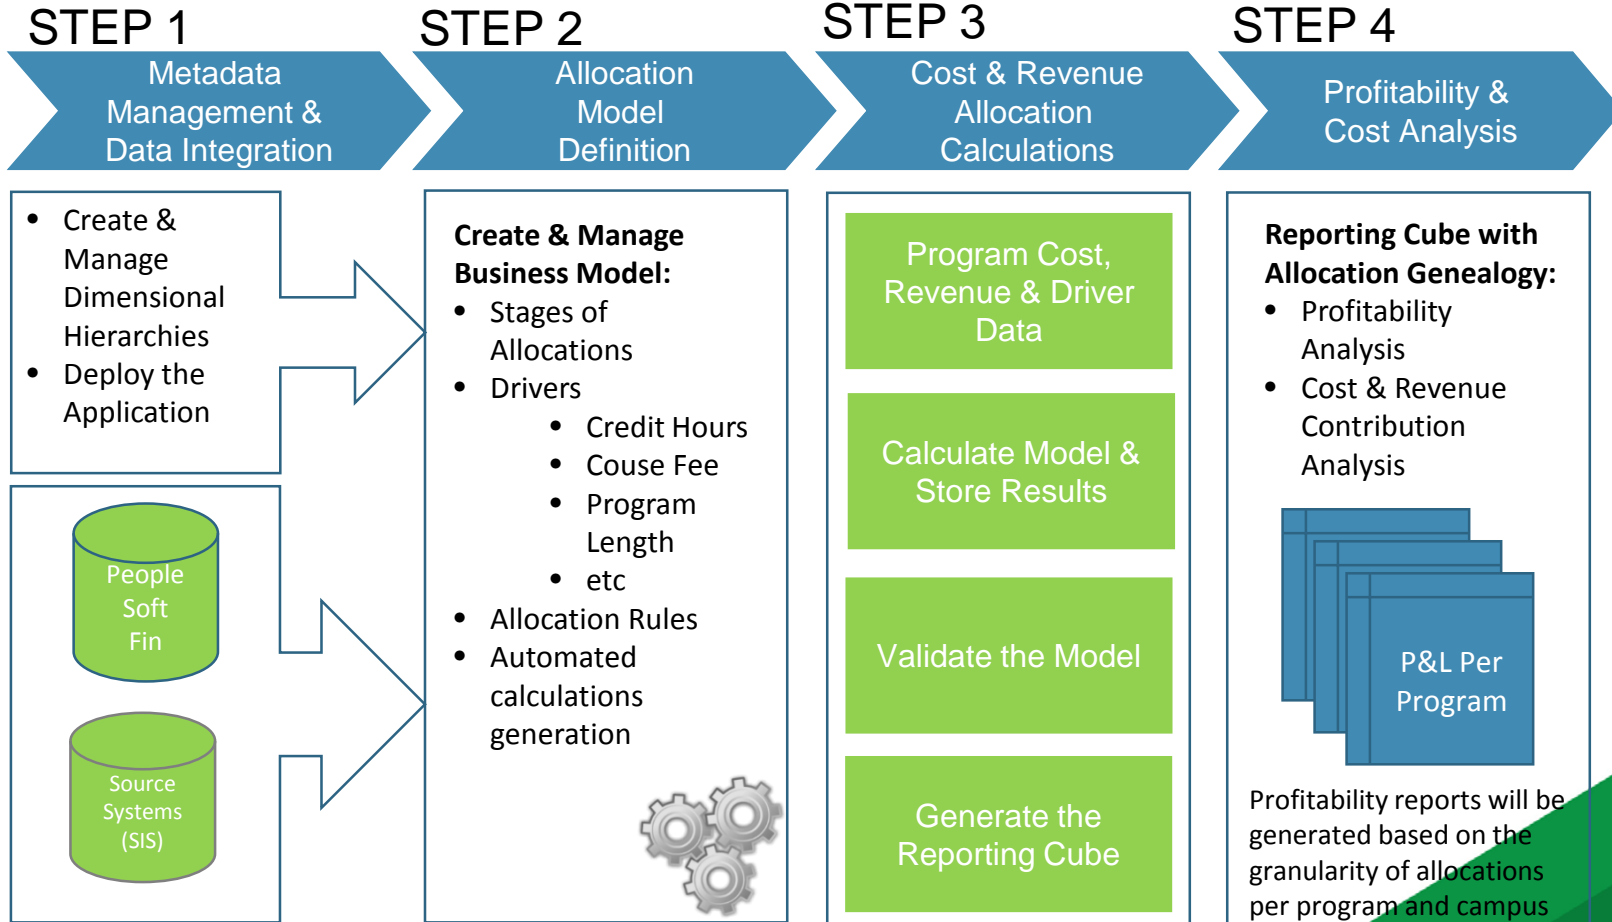 STEP 1
Metadata
Management &
Data Integration
• Create &
Manage
Dimensional
Hierarchies
• Deploy the
Application
People
Soft
Fin
Source
Systems
(SIS)
STEP 2
Allocation
Model
Definition
Create & Manage
Business Model:
• Stages of
Allocations
• Drivers
• Credit Hours
• Couse Fee
• Program
Length
• etc
• Allocation Rules
• Automated
calculations
generation
STEP 3
Cost & Revenue
Allocation
Calculations
Program Cost,
Revenue & Driver
Data
Calculate Model &
Store Results
Validate the Model
Generate the
Reporting Cube
STEP 4
Profitability &
Cost Analysis
Reporting Cube with
Allocation Genealogy:
• Profitability
Analysis
• Cost & Revenue
Contribution
Analysis
P&L Per
Program
Profitability reports will be
generated based on the
granularity of allocations
per program and campus